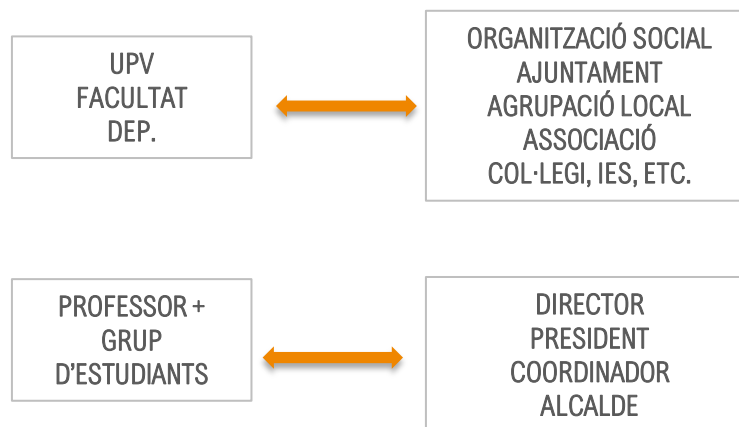 UPV
FACULTAT
DEP.
ORGANITZACIÓ SOCIAL
AJUNTAMENT
AGRUPACIÓ LOCAL
ASSOCIACIÓ
COL·LEGI, IES, ETC.
PROFESSOR +
GRUP
D'ESTUDIANTS
DIRECTOR
PRESIDENT
COORDINADOR
ALCALDE